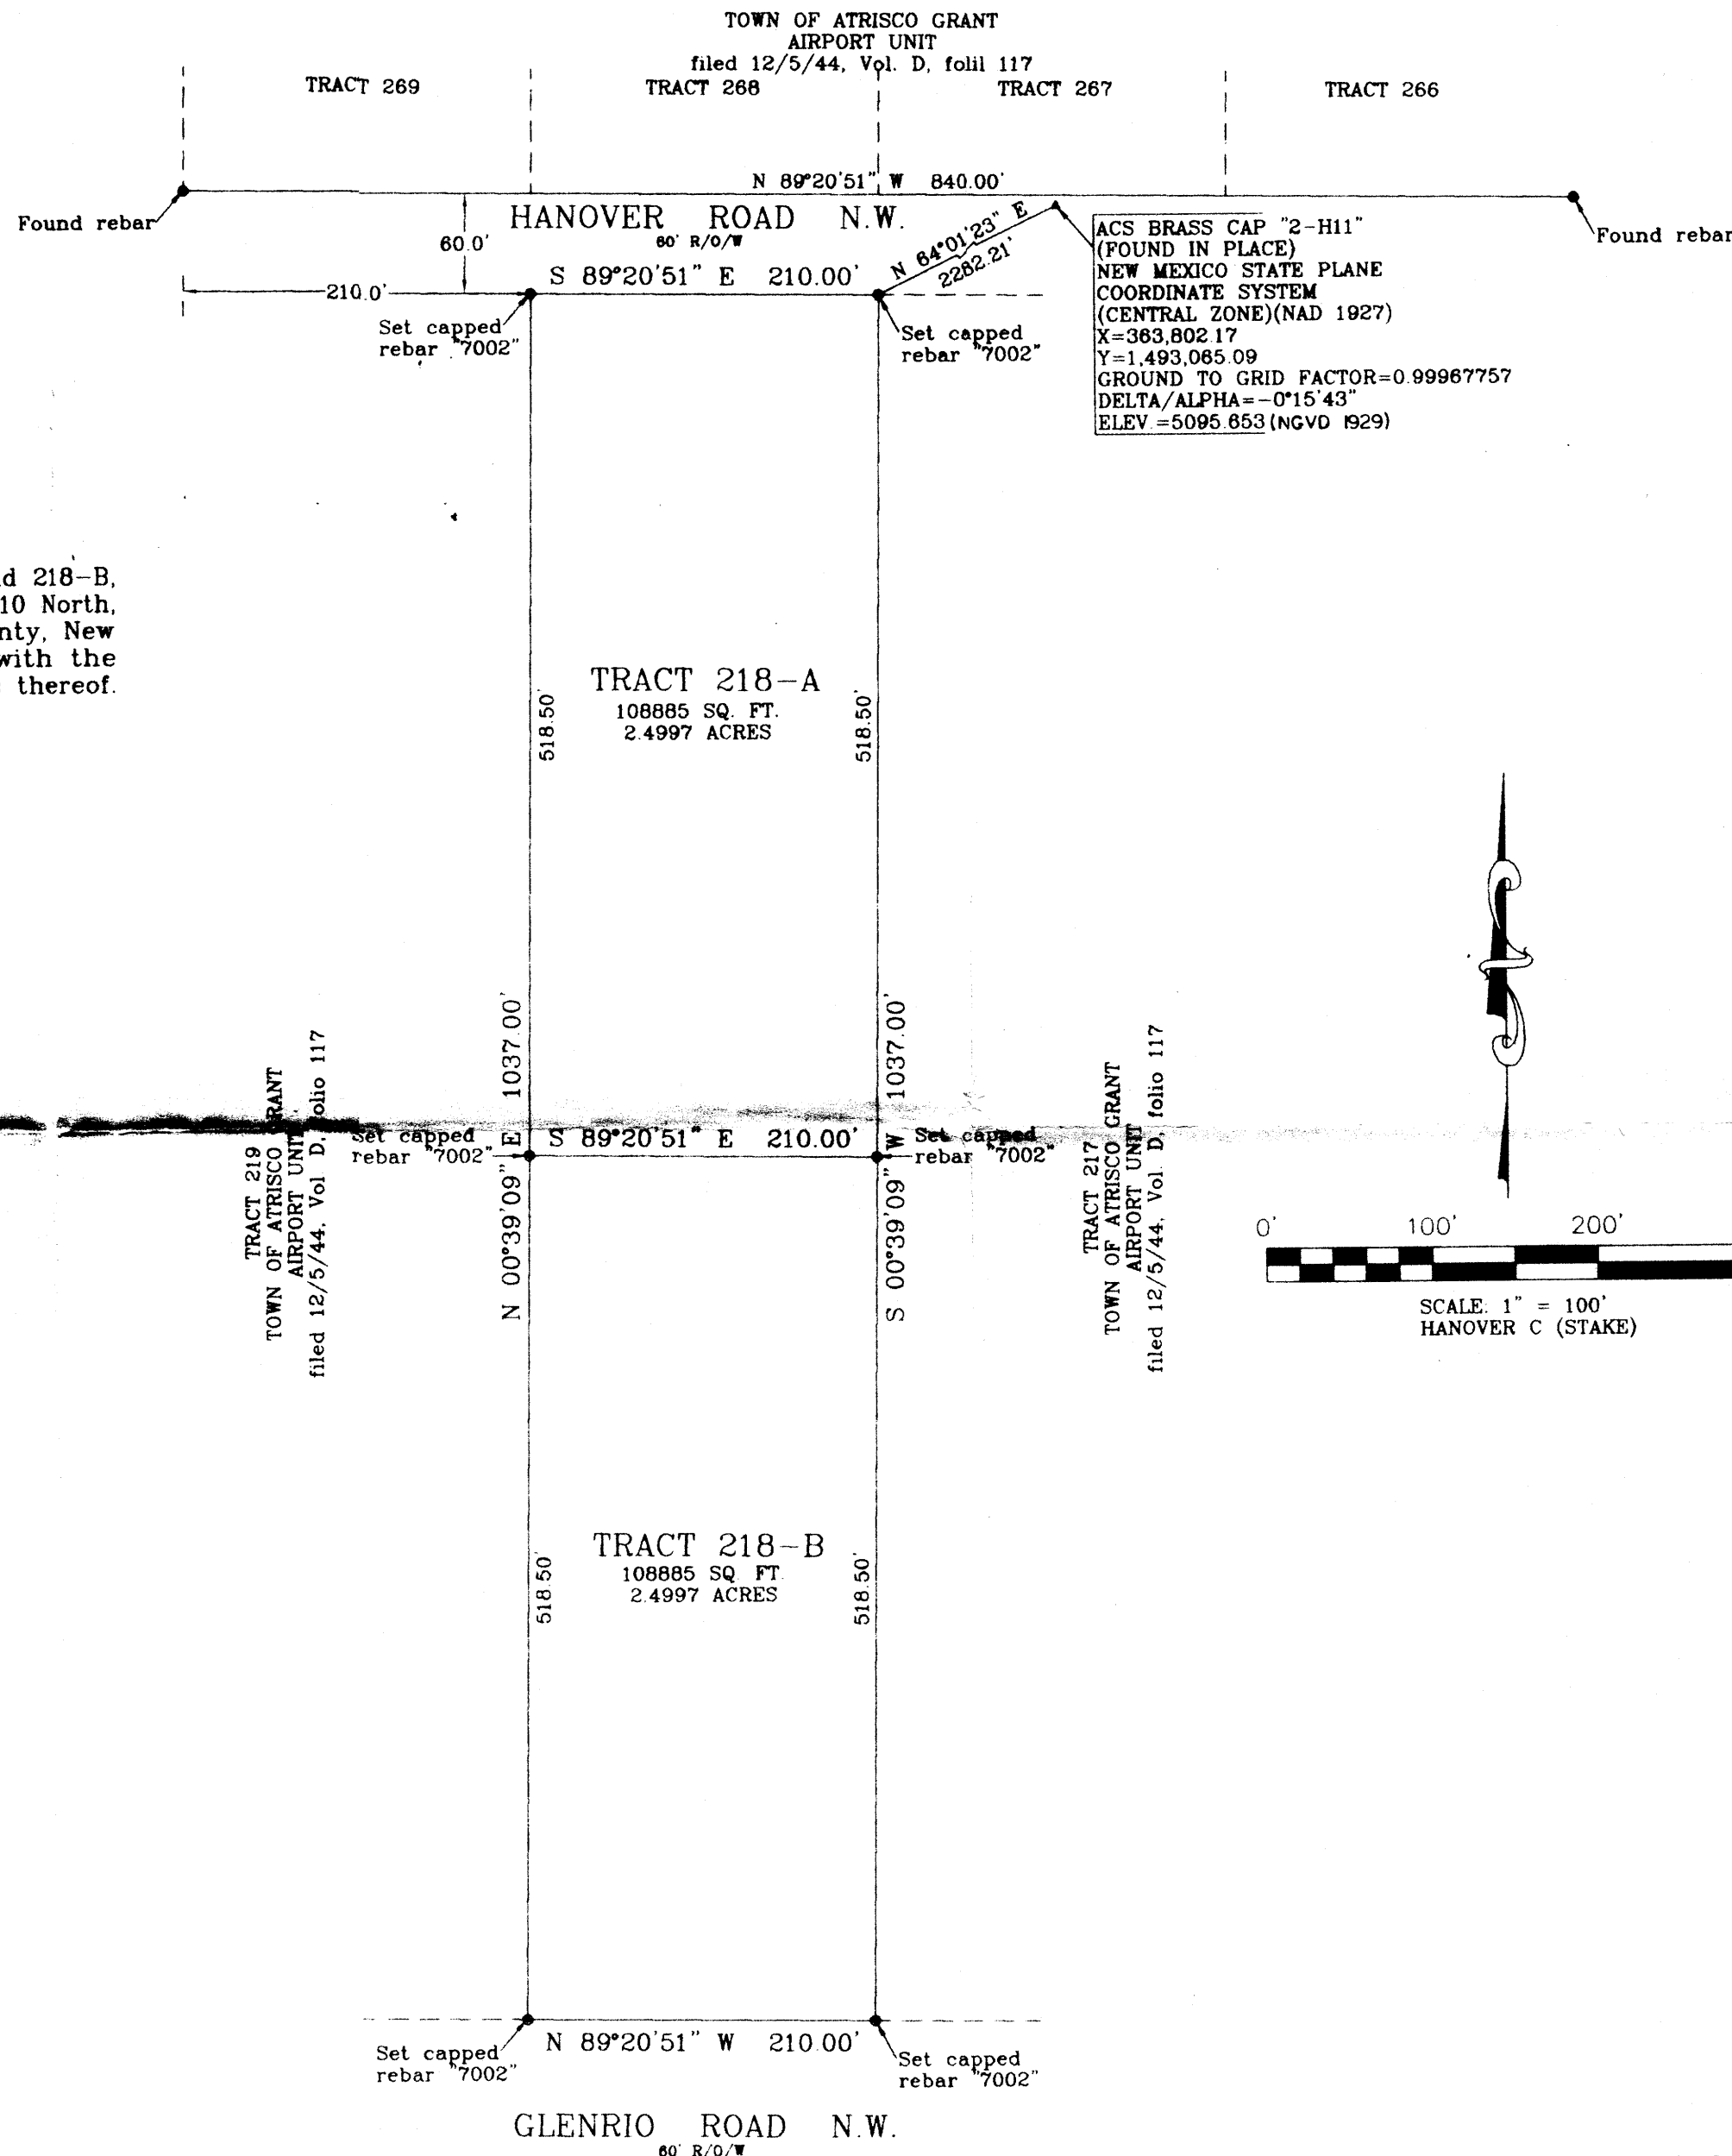 TOWN OF ATRISCO GRANT
AIRPORT UNIT
filed 12/5/44, Vol. D, folil 117
TRACT 269
TRACT 268
TRACT 267
TRACT 266
N 89°20'51" W 840.00'
Found rebar
HANOVER ROAD N.W.
60' R/O/W
60.0'
N 64°01'23" E
2282.21'
Found rebar
ACS BRASS CAP "2-H11"
(FOUND IN PLACE)
NEW MEXICO STATE PLANE
COORDINATE SYSTEM
(CENTRAL ZONE)(NAD 1927)
X=363,802.17
Y=1,493,065.09
GROUND TO GRID FACTOR=0.99967757
DELTA/ALPHA=-0°15'43"
ELEV.=5095.653 (NGVD 1929)
S 89°20'51" E 210.00'
210.0'
Set capped
rebar "7002"
Set capped
rebar "7002"
d 218-B,
10 North,
nty, New
with the
thereof.
TRACT 218-A
108885 SQ. FT.
2.4997 ACRES
518.50'
518.50'
N 00°39'09" E 1037.00'
S 00°39'09" W 1037.00'
TRACT 219
TOWN OF ATRISCO GRANT
AIRPORT UNIT
filed 12/5/44, Vol D, folio 117
Set capped
rebar "7002"
S 89°20'51" E 210.00'
Set capped
rebar "7002"
TRACT 217
TOWN OF ATRISCO GRANT
AIRPORT UNIT
filed 12/5/44, Vol. D, folio 117
0' 100' 200'
SCALE: 1" = 100'
HANOVER C (STAKE)
TRACT 218-B
108885 SQ. FT.
2.4997 ACRES
518.50'
518.50'
N 89°20'51" W 210.00'
Set capped
rebar "7002"
Set capped
rebar "7002"
GLENRIO ROAD N.W.
60' R/O/W